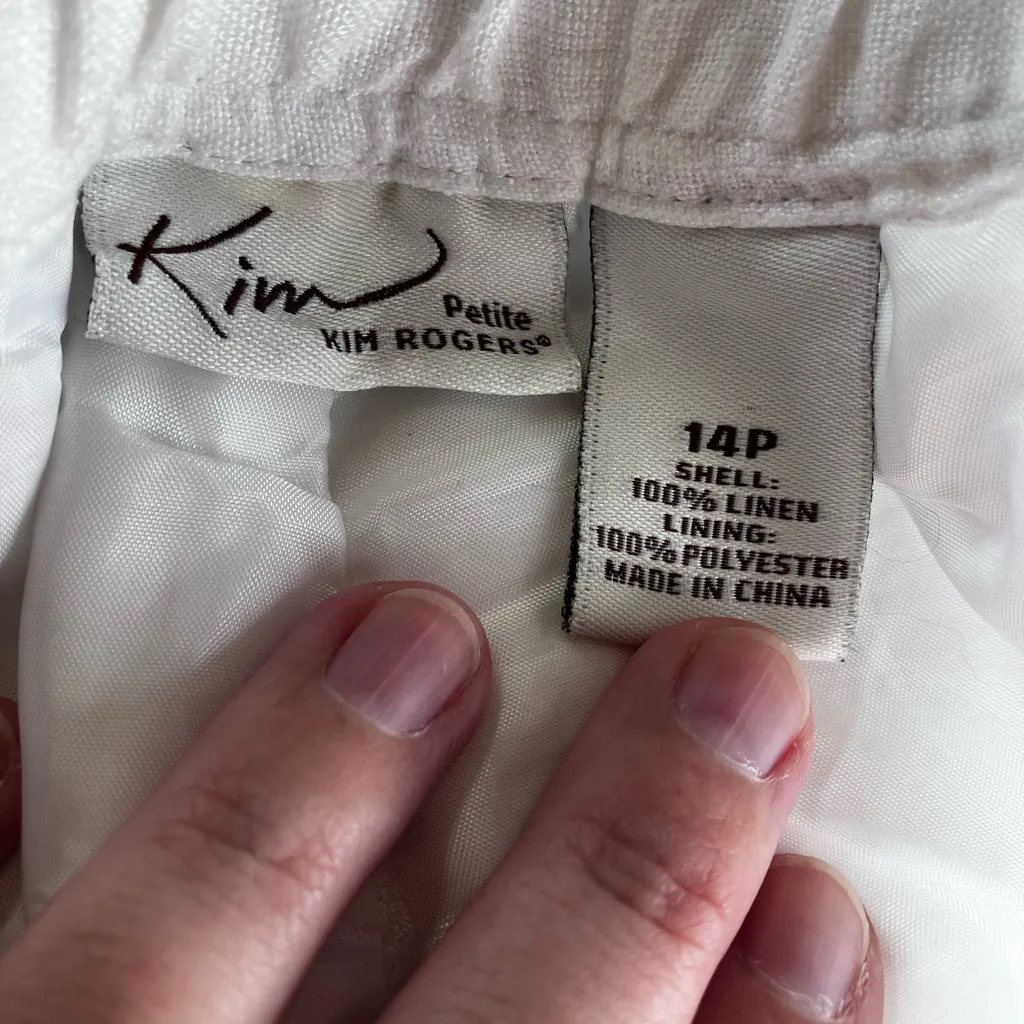 Kim
Petite
KIM ROGERS®
14P
SHELL:
100% LINEN
LINING:
100% POLYESTER
MADE IN CHINA